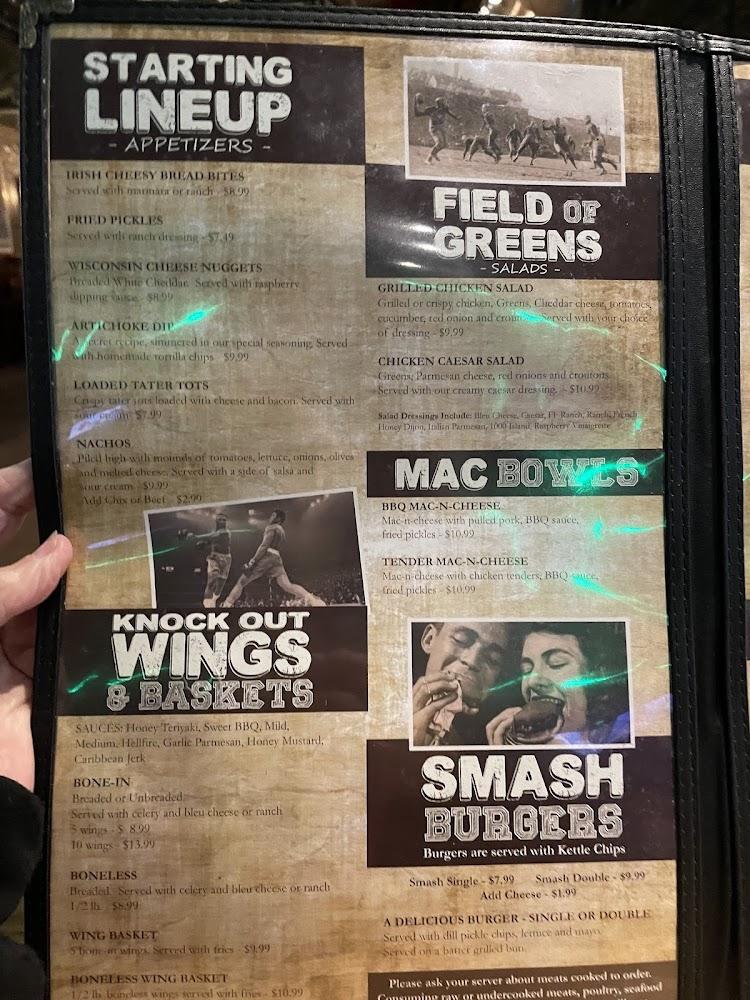 STARTING
LINEUP
- APPETIZERS -
IRISH CHEESY BREAD BITES
Served with marinara or ranch - $8.99
FRIED PICKLES
Served with ranch dressing - $7.49
WISCONSIN CHEESE NUGGETS
Breaded White Cheddar. Served with raspberry
dipping sauce. $8.99
ARTICHOKE DIP
A secret recipe, simmered in our special seasoning. Served
with homemade tortilla chips $9.99
LOADED TATER TOTS
Crispy tater tots loaded with cheese and bacon. Served with
sour cream $7.99
NACHOS
Piled high with mounds of tomatoes, lettuce, onions, olives
and melted cheese. Served with a side of salsa and
sour cream - $9.99
Add Chix or Beef - $2.99
KNOCK OUT
WINGS
& BASKETS
SAUCES: Honey Teriyaki, Sweet BBQ, Mild,
Medium, Hellfire, Garlic Parmesan, Honey Mustard,
Caribbean Jerk
BONE-IN
Breaded or Unbreaded.
Served with celery and bleu cheese or ranch
5 wings - $ 8.99
10 wings - $13.99
BONELESS
Breaded. Served with celery and bleu cheese or ranch
1/2 lb. - $8.99
WING BASKET
5 bone-in wings. Served with fries - $9.99
BONELESS WING BASKET
1/2 lb. boneless wings served with fries - $10.99
FIELD OF
GREENS
- SALADS -
GRILLED CHICKEN SALAD
Grilled or crispy chicken, Greens, Cheddar cheese, tomatoes,
cucumber, red onion and croutons. Served with your choice
of dressing - $9.99
CHICKEN CAESAR SALAD
Greens, Parmesan cheese, red onions and croutons.
Served with our creamy caesar dressing. - $10.99
Salad Dressings Include: Bleu Cheese, Caesar, FF Ranch, Ranch, French
Honey Dijon, Italian Parmesan, 1000 Island, Raspberry Vinaigrette
MAC BOWLS
BBQ MAC-N-CHEESE
Mac-n-cheese with pulled pork, BBQ sauce,
fried pickles - $10.99
TENDER MAC-N-CHEESE
Mac-n-cheese with chicken tenders, BBQ sauce,
fried pickles - $10.99
SMASH
BURGERS
Burgers are served with Kettle Chips
Smash Single - $7.99 Smash Double - $9.99
Add Cheese - $1.99
A DELICIOUS BURGER - SINGLE OR DOUBLE
Served with dill pickle chips, lettuce and mayo.
Served on a butter grilled bun.
Please ask your server about meats cooked to order.
Consuming raw or undercooked meats, poultry, seafood